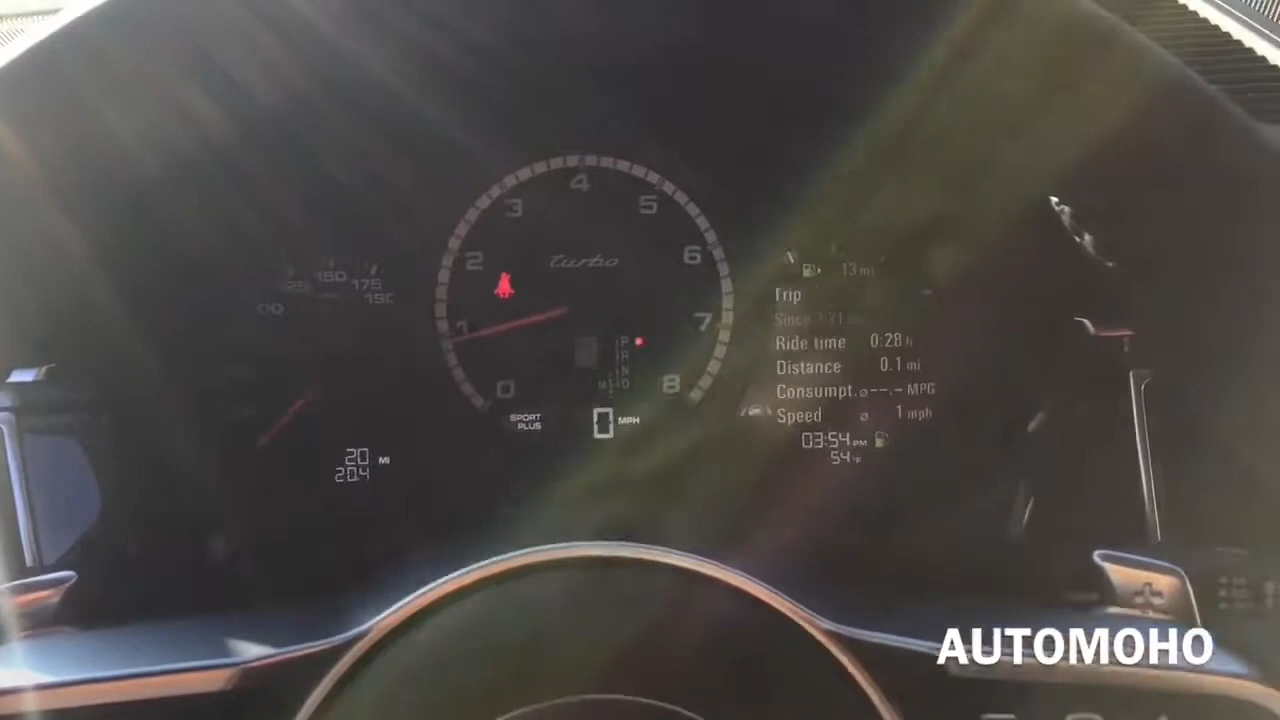 4
3
5
2
6
turbo
150
175
190
1
7
0
8
13 mi
Trip
Ride time 0:28 h
Distance 0.1 mi
Consumpt. ⌀--.- MPG
Speed ⌀ 1 mph
P
R
N
M D
SPORT
PLUS
0 MPH
03:54 PM
54 °F
20 MI
20.4
+
AUTOMOHO